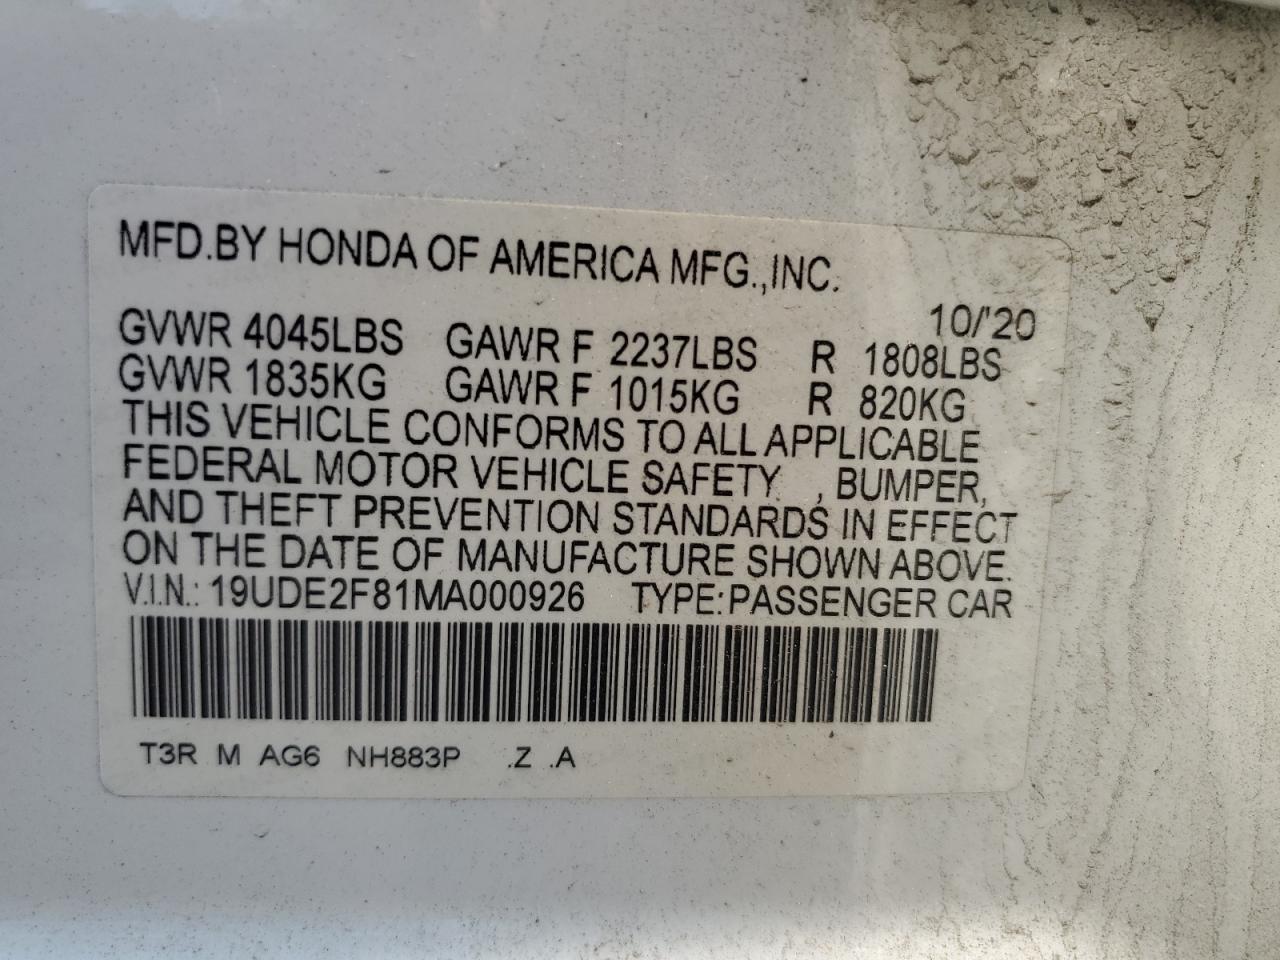 MFD.BY HONDA OF AMERICA MFG.,INC.
10/'20
GVWR 4045LBS GAWR F 2237LBS R 1808LBS
GVWR 1835KG GAWR F 1015KG R 820KG
THIS VEHICLE CONFORMS TO ALL APPLICABLE
FEDERAL MOTOR VEHICLE SAFETY , BUMPER,
AND THEFT PREVENTION STANDARDS IN EFFECT
ON THE DATE OF MANUFACTURE SHOWN ABOVE.
V.I.N.: 19UDE2F81MA000926 TYPE:PASSENGER CAR
T3R M AG6 NH883P .Z .A